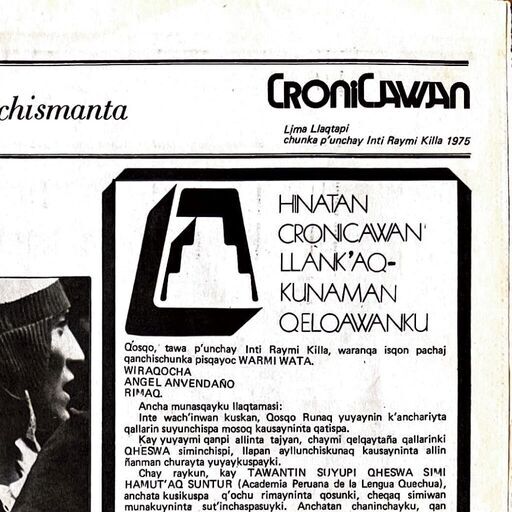 chismanta
CRONICAWAN
Lima Llaqtapi
chunka p'unchay Inti Raymi Killa 1975
HINATAN
CRONICAWAN
LLANK'AQ-
KUNAMAN
QELQAWANKU
Qosqo, tawa p'unchay Inti Raymi Killa, waranqa isqon pachaj
qanchischunka pisqayoc WARMI WATA.
WIRAQOCHA
ANGEL ANVENDAÑO
RIMAQ.
Ancha munasqayku llaqtamasi:
Inte wach'inwan kuskan, Qosqo Runaq yuyaynin k'anchariyta
qallarin suyunchispa mosoq kausayninta qatispa.
Kay yuyaymi qanpi allinta tajyan, chaymi qelqaytaña qallarinki
QHESWA siminchispi, llapan ayllunchiskunaq kausayninta allin
ñanman churayta yuyaykuspayki.
Chay raykun, kay TAWANTIN SUYUPI QHESWA SIMI
HAMUT'AQ SUNTUR (Academia Peruana de la Lengua Quechua),
anchata kusikuspa q'ochu rimayninta qosunki, cheqaq simiwan
munakuyninta sut'inchaspasuyki. Anchatan chaninchayku, qan